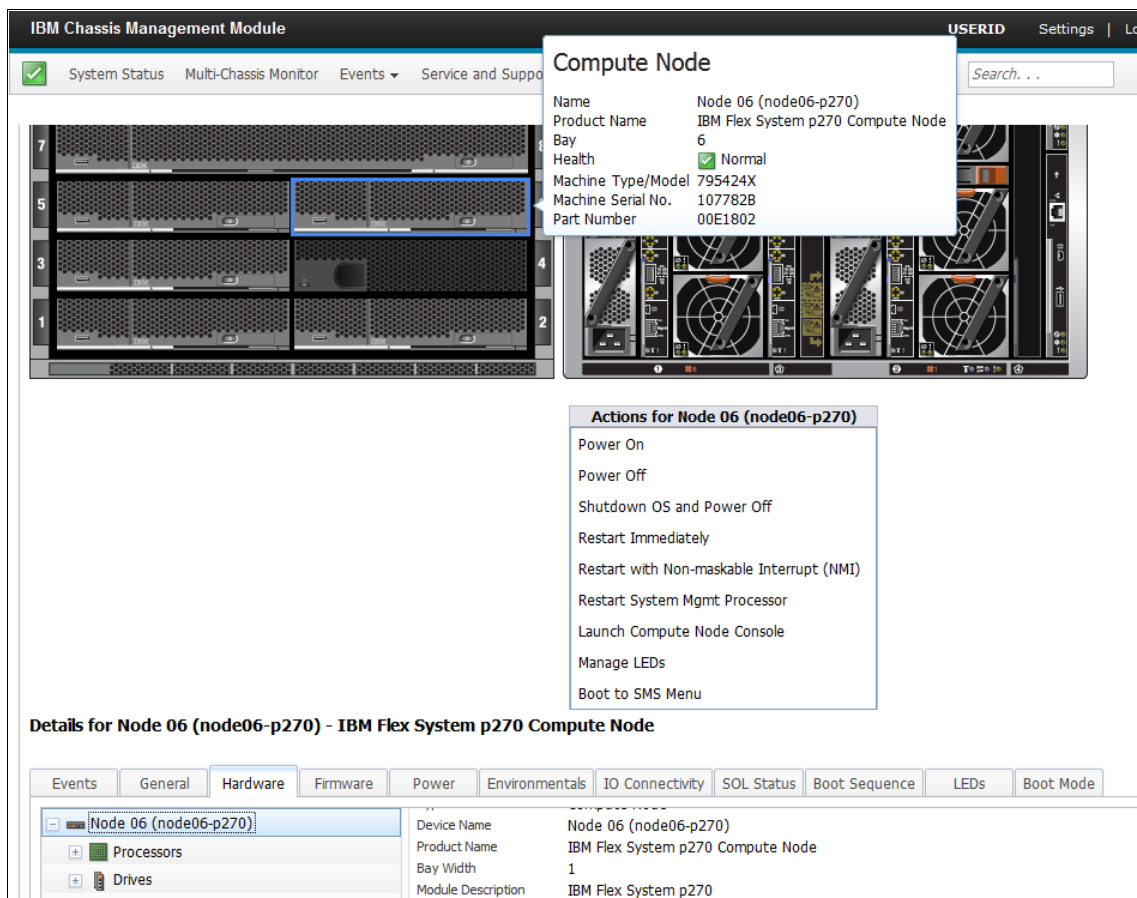 IBM Chassis Management Module USERID Settings |
System Status Multi-Chassis Monitor Events Service and Suppo Search. . .
Compute Node
Name Node 06 (node06-p270)
Product Name IBM Flex System p270 Compute Node
Bay 6
Health Normal
Machine Type/Model 795424X
Machine Serial No. 107782B
Part Number 00E1802
7
5
3 4
1 2
Actions for Node 06 (node06-p270)
Power On
Power Off
Shutdown OS and Power Off
Restart Immediately
Restart with Non-maskable Interrupt (NMI)
Restart System Mgmt Processor
Launch Compute Node Console
Manage LEDs
Boot to SMS Menu
Details for Node 06 (node06-p270) - IBM Flex System p270 Compute Node
Events General Hardware Firmware Power Environmentals IO Connectivity SOL Status Boot Sequence LEDs Boot Mode
Node 06 (node06-p270)
Processors
Drives
Device Name Node 06 (node06-p270)
Product Name IBM Flex System p270 Compute Node
Bay Width 1
Module Description IBM Flex System p270